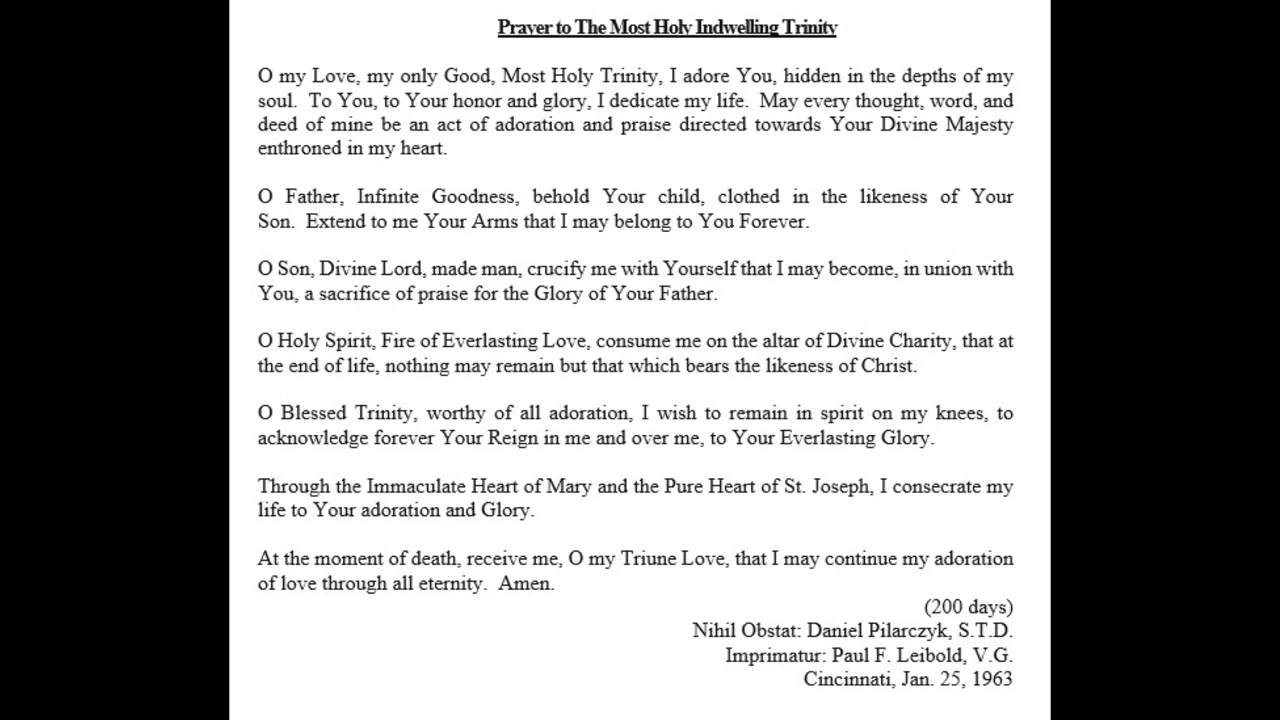 Prayer to The Most Holy Indwelling Trinity
O my Love, my only Good, Most Holy Trinity, I adore You, hidden in the depths of my
soul. To You, to Your honor and glory, I dedicate my life. May every thought, word, and
deed of mine be an act of adoration and praise directed towards Your Divine Majesty
enthroned in my heart.
O Father, Infinite Goodness, behold Your child, clothed in the likeness of Your
Son. Extend to me Your Arms that I may belong to You Forever.
O Son, Divine Lord, made man, crucify me with Yourself that I may become, in union with
You, a sacrifice of praise for the Glory of Your Father.
O Holy Spirit, Fire of Everlasting Love, consume me on the altar of Divine Charity, that at
the end of life, nothing may remain but that which bears the likeness of Christ.
O Blessed Trinity, worthy of all adoration, I wish to remain in spirit on my knees, to
acknowledge forever Your Reign in me and over me, to Your Everlasting Glory.
Through the Immaculate Heart of Mary and the Pure Heart of St. Joseph, I consecrate my
life to Your adoration and Glory.
At the moment of death, receive me, O my Triune Love, that I may continue my adoration
of love through all eternity. Amen.
(200 days)
Nihil Obstat: Daniel Pilarczyk, S.T.D.
Imprimatur: Paul F. Leibold, V.G.
Cincinnati, Jan. 25, 1963